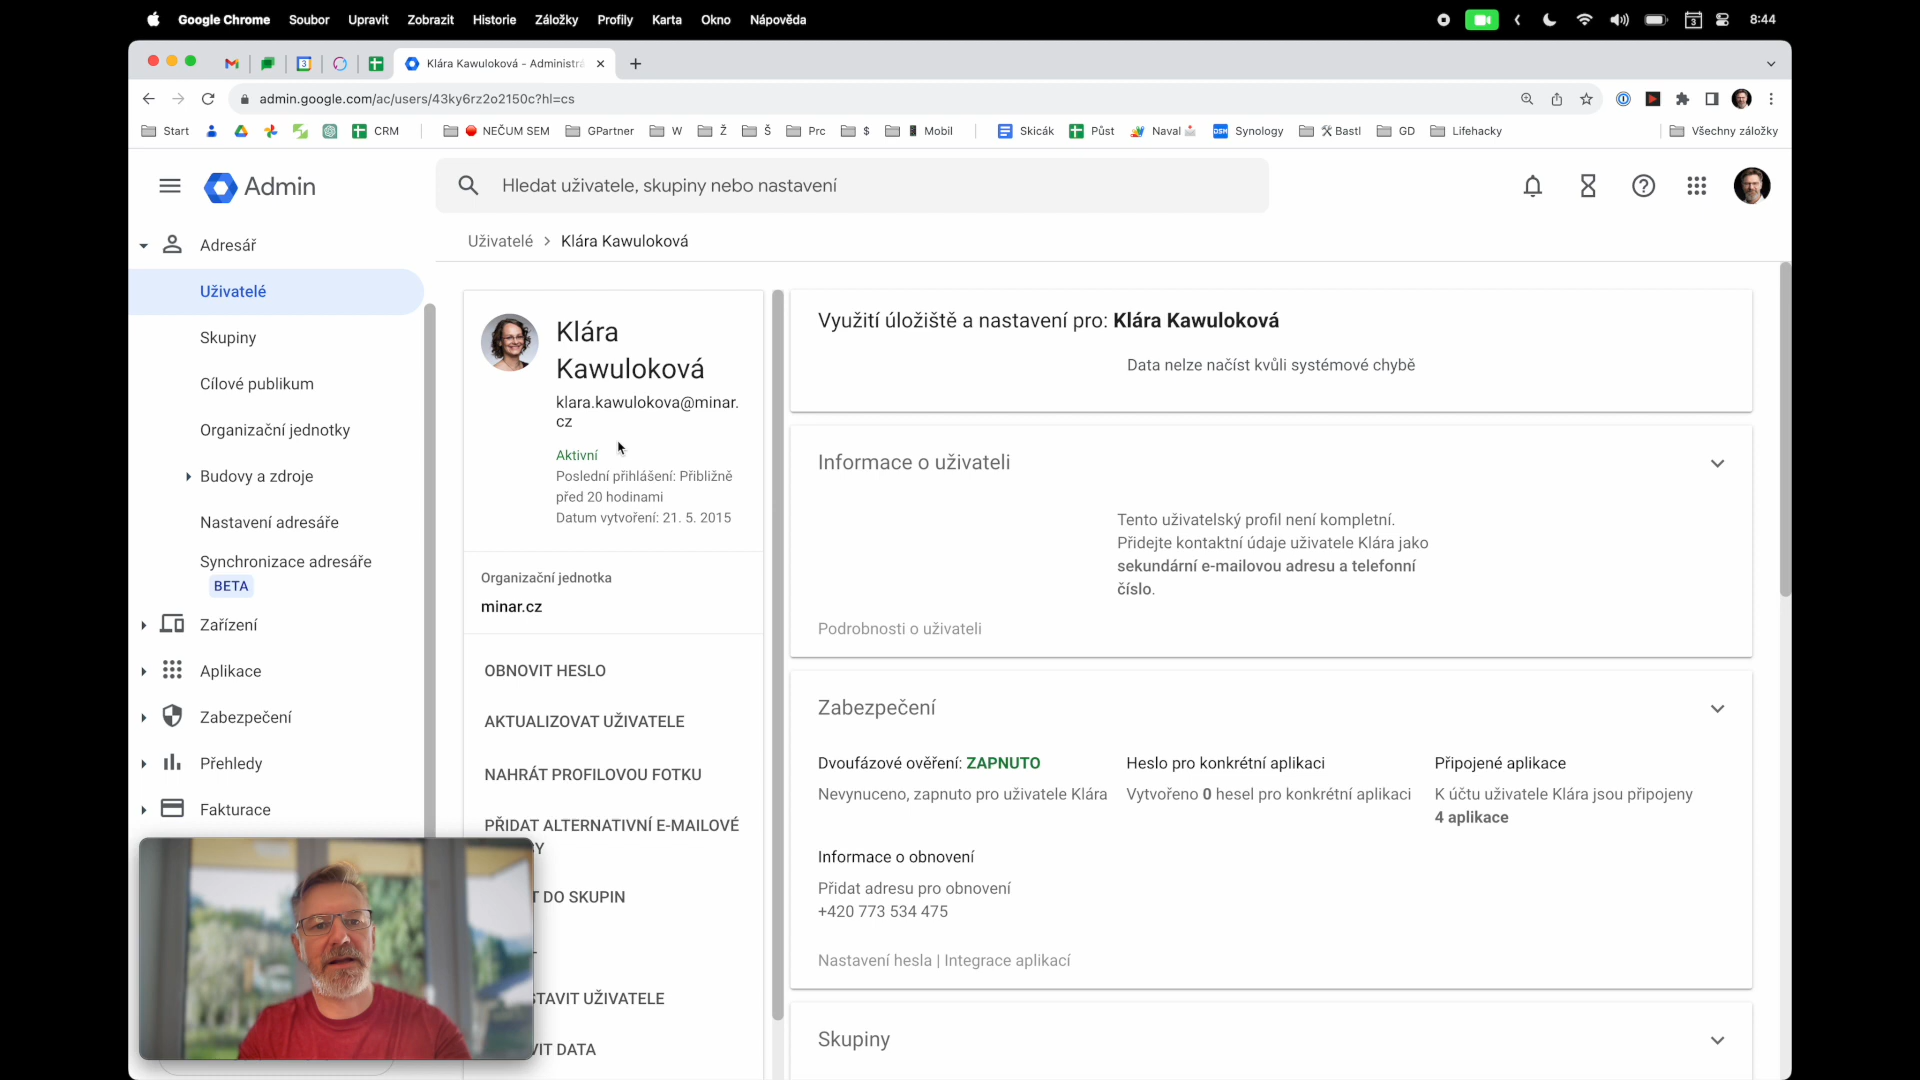 Google Chrome Soubor Upravit Zobrazit Historie Záložky Profily Karta Okno Nápověda 3 8:44
3 Klára Kawuloková – Administrá
admin.google.com/ac/users/43ky6rz2o2150c?hl=cs
Start CRM NEČUM SEM GPartner W Ž Š Prc $ Mobil Skicák Půst Naval DSM Synology Bastl GD Lifehacky Všechny záložky
Admin
Hledat uživatele, skupiny nebo nastavení
Adresář
Uživatelé
Skupiny
Cílové publikum
Organizační jednotky
Budovy a zdroje
Nastavení adresáře
Synchronizace adresáře
BETA
Zařízení
Aplikace
Zabezpečení
Přehledy
Fakturace
Uživatelé > Klára Kawuloková
Klára
Kawuloková
klara.kawulokova@minar.
cz
Aktivní
Poslední přihlášení: Přibližně
před 20 hodinami
Datum vytvoření: 21. 5. 2015
Organizační jednotka
minar.cz
OBNOVIT HESLO
AKTUALIZOVAT UŽIVATELE
NAHRÁT PROFILOVOU FOTKU
PŘIDAT ALTERNATIVNÍ E-MAILOVÉ
BY
T DO SKUPIN
STAVIT UŽIVATELE
VIT DATA
Využití úložiště a nastavení pro: Klára Kawuloková
Data nelze načíst kvůli systémové chybě
Informace o uživateli
Tento uživatelský profil není kompletní.
Přidejte kontaktní údaje uživatele Klára jako
sekundární e-mailovou adresu a telefonní
číslo.
Podrobnosti o uživateli
Zabezpečení
Dvoufázové ověření: ZAPNUTO
Nevynuceno, zapnuto pro uživatele Klára
Heslo pro konkrétní aplikaci
Vytvořeno 0 hesel pro konkrétní aplikaci
Připojené aplikace
K účtu uživatele Klára jsou připojeny
4 aplikace
Informace o obnovení
Přidat adresu pro obnovení
+420 773 534 475
Nastavení hesla | Integrace aplikací
Skupiny